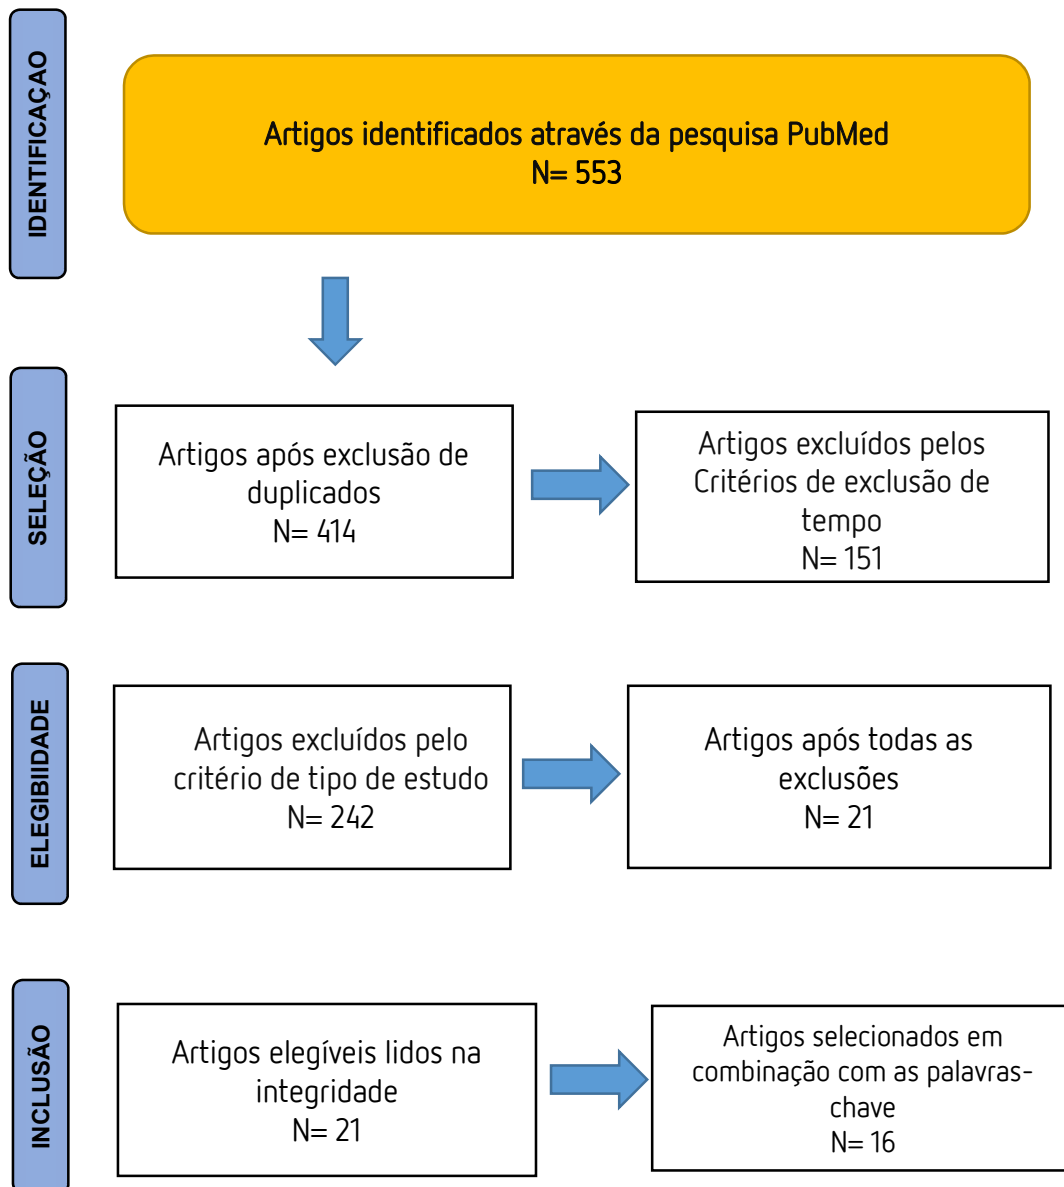 IDENTIFICAÇAO
Artigos identificados através da pesquisa PubMed
N= 553
SELEÇÃO
Artigos após exclusão de
duplicados
N= 414
Artigos excluídos pelos
Critérios de exclusão de
tempo
N= 151
ELEGIBIIDADE
Artigos excluídos pelo
critério de tipo de estudo
N= 242
Artigos após todas as
exclusões
N= 21
INCLUSÃO
Artigos elegíveis lidos na
integridade
N= 21
Artigos selecionados em
combinação com as palavras-
chave
N= 16